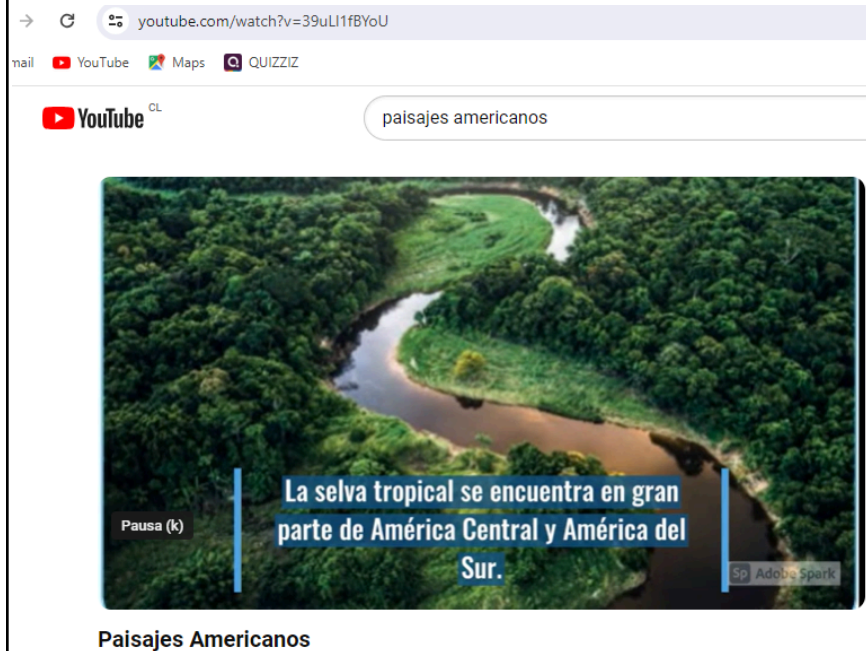 youtube.com/watch?v=39uLI1fBYoU
mail YouTube Maps QUIZZIZ
YouTube CL
paisajes americanos
La selva tropical se encuentra en gran
parte de América Central y América del
Sur.
Pausa (k)
Sp Adobe Spark
Paisajes Americanos